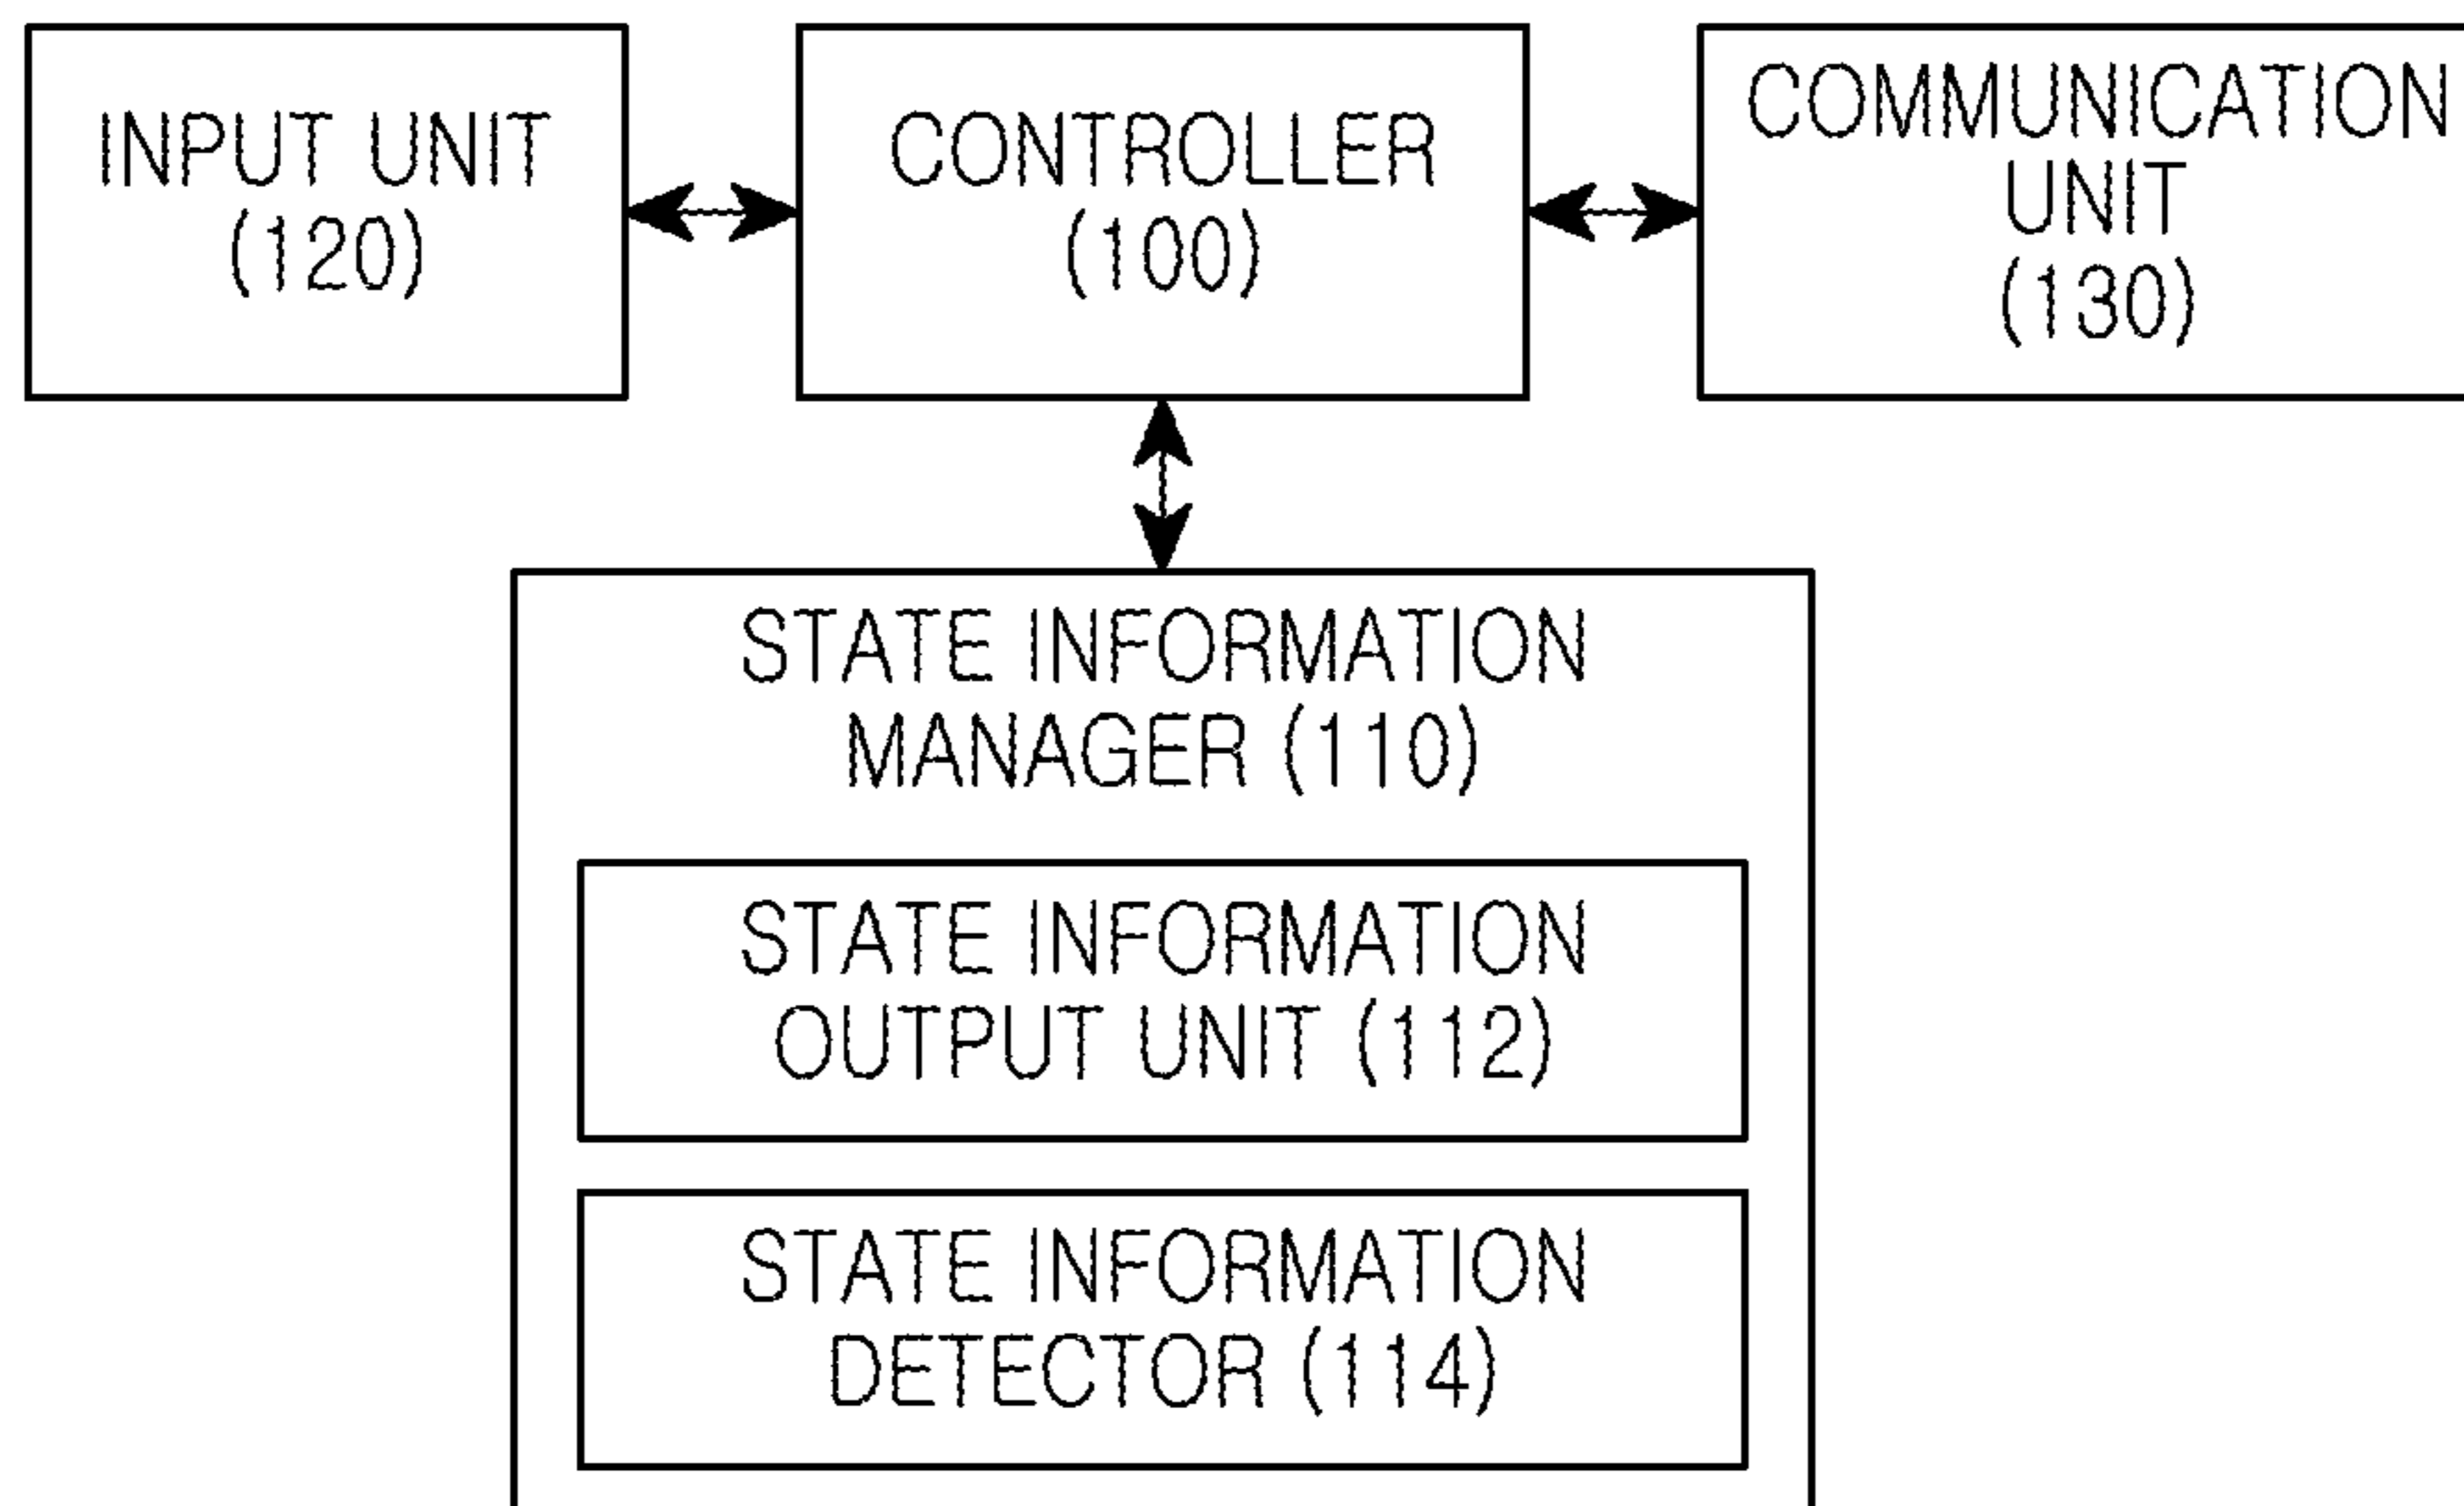 INPUT UNIT
(120)
CONTROLLER
(100)
COMMUNICATION
UNIT
(130)
STATE INFORMATION
MANAGER (110)
STATE INFORMATION
OUTPUT UNIT (112)
STATE INFORMATION
DETECTOR (114)